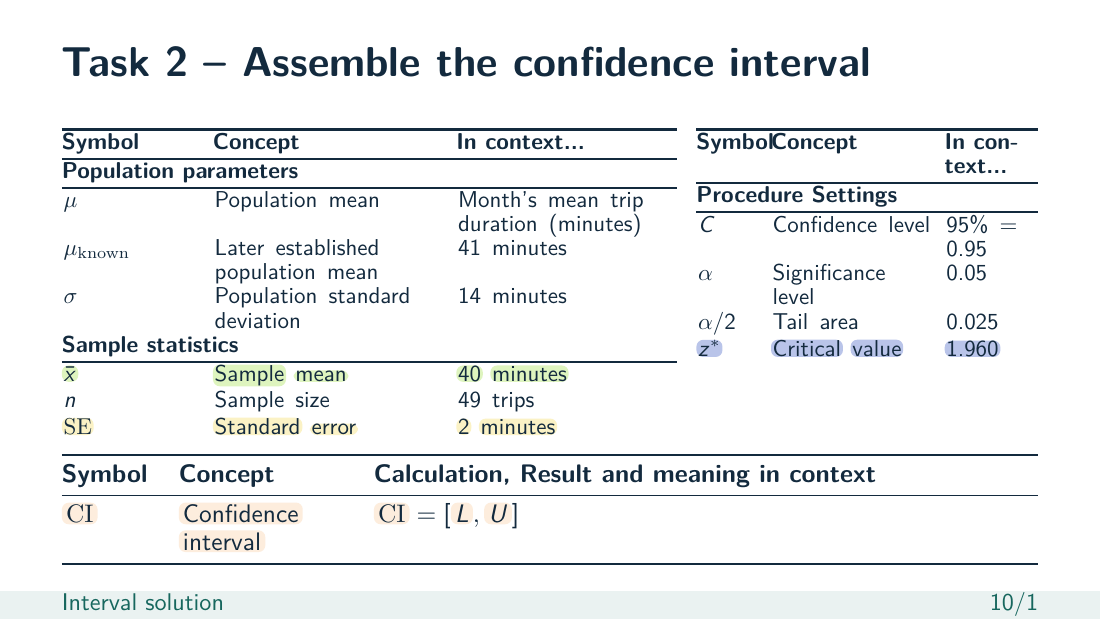 Task 2 – Assemble the confidence interval
Symbol Concept In context...
Population parameters
μ Population mean Month's mean trip
duration (minutes)
μknown Later established 41 minutes
population mean
σ Population standard 14 minutes
deviation
Sample statistics
x̄ Sample mean 40 minutes
n Sample size 49 trips
SE Standard error 2 minutes
Symbol Concept In con-
text...
Procedure Settings
C Confidence level 95% =
0.95
α Significance 0.05
level
α/2 Tail area 0.025
z* Critical value 1.960
Symbol Concept Calculation, Result and meaning in context
CI Confidence CI = [L, U]
interval
Interval solution 10/1